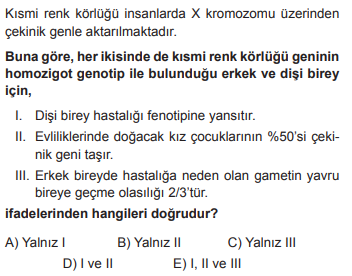 Kısmi renk körlüğü insanlarda X kromozomu üzerinden
çekinik genle aktarılmaktadır.
Buna göre, her ikisinde de kısmi renk körlüğü geninin
homozigot genotip ile bulunduğu erkek ve dişi birey
için,
I. Dişi birey hastalığı fenotipine yansıtır.
II. Evliliklerinde doğacak kız çocuklarının %50'si çeki-
nik geni taşır.
III. Erkek bireyde hastalığa neden olan gametin yavru
bireye geçme olasılığı 2/3'tür.
ifadelerinden hangileri doğrudur?
A) Yalnız I B) Yalnız II C) Yalnız III
D) I ve II E) I, II ve III